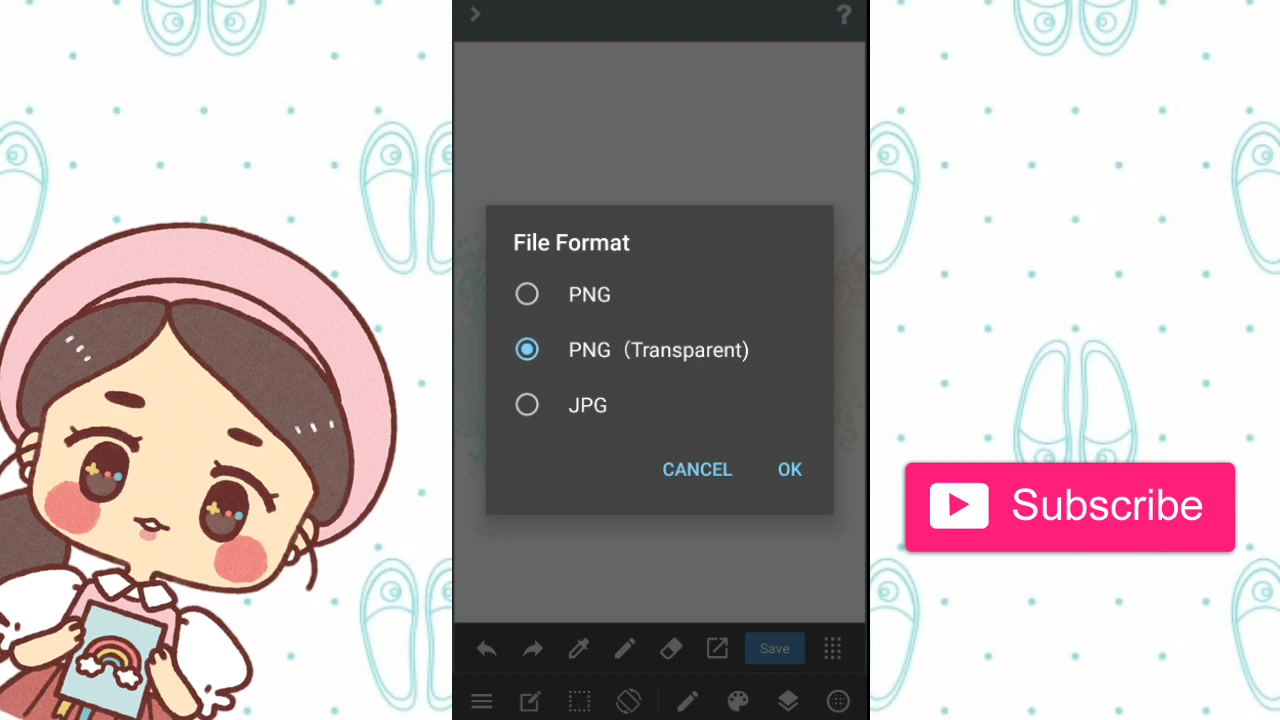 ?
File Format
PNG
PNG（Transparent)
JPG
CANCEL OK
Save
Subscribe